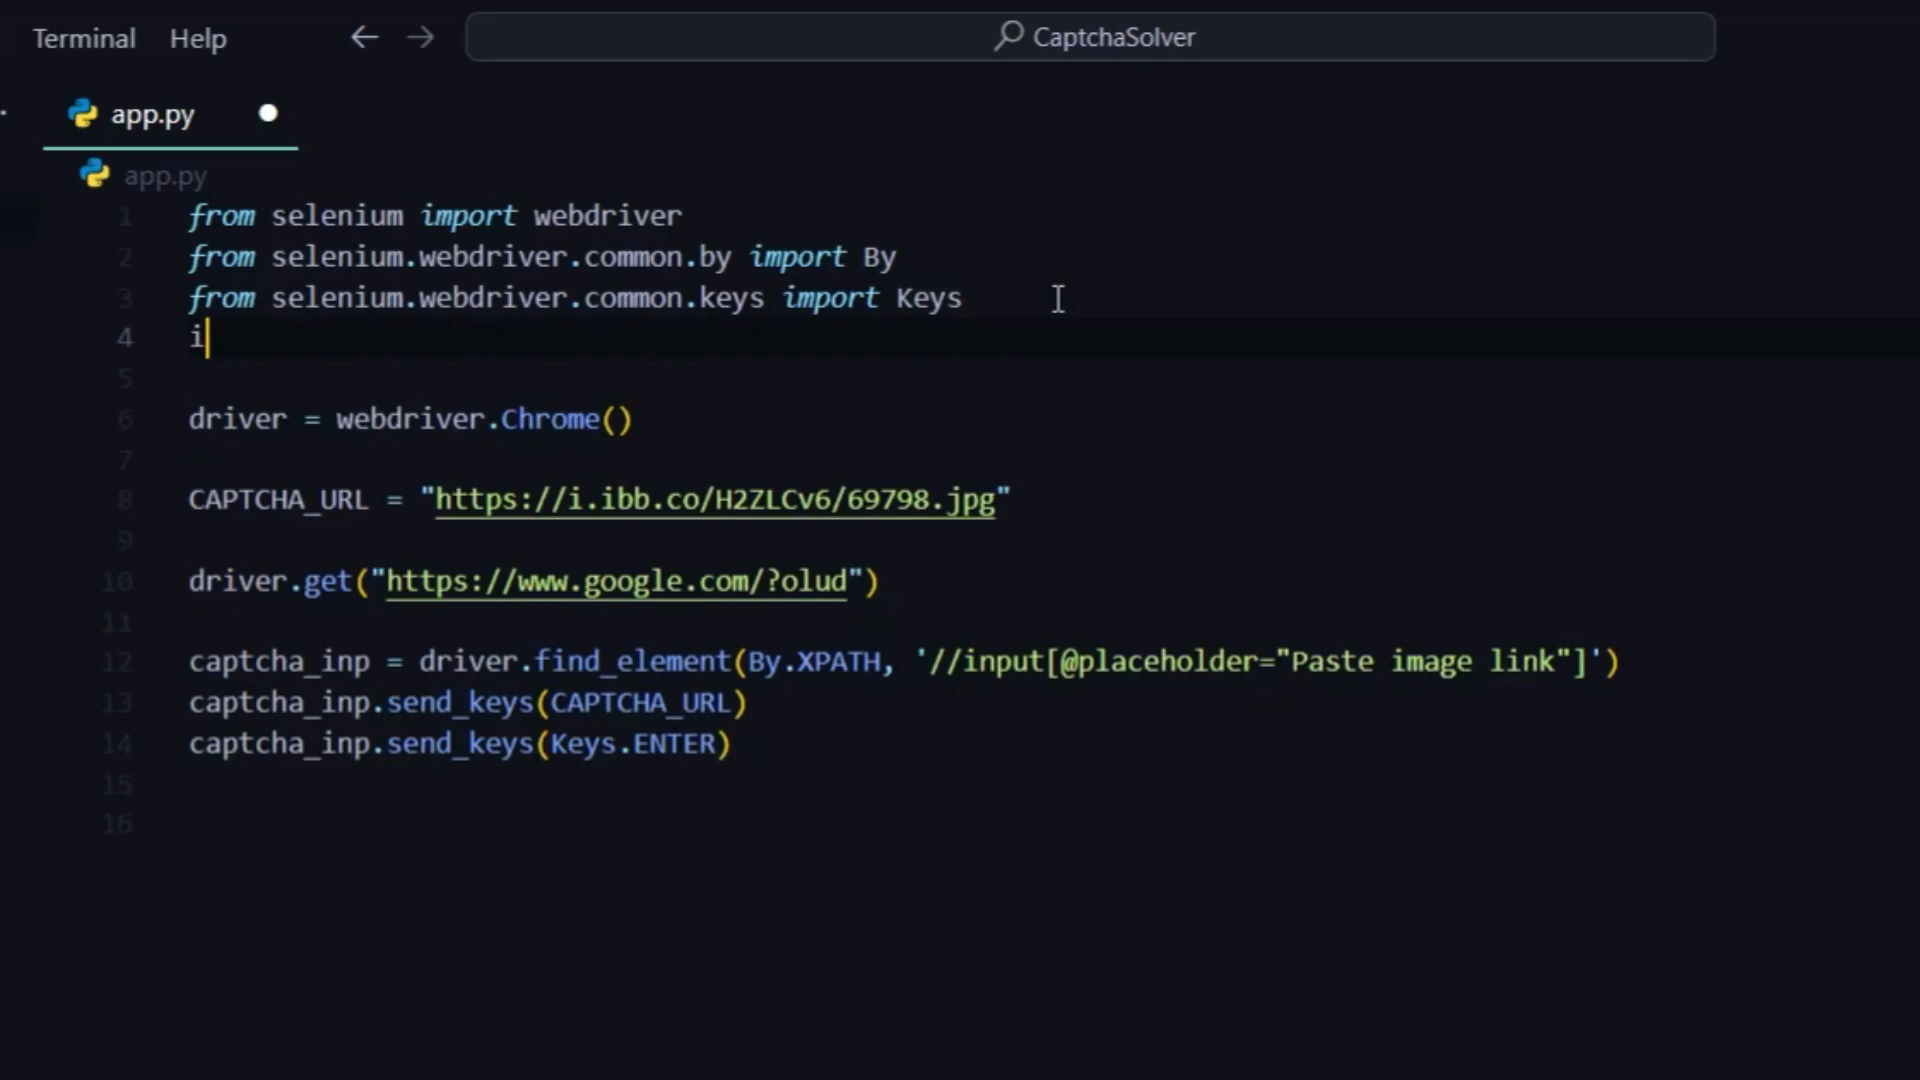 Terminal Help CaptchaSolver
app.py
app.py
1 from selenium import webdriver
2 from selenium.webdriver.common.by import By
3 from selenium.webdriver.common.keys import Keys
4 i
5
6 driver = webdriver.Chrome()
7
8 CAPTCHA_URL = "https://i.ibb.co/H2ZLCv6/69798.jpg"
9
10 driver.get("https://www.google.com/?olud")
11
12 captcha_inp = driver.find_element(By.XPATH, '//input[@placeholder="Paste image link"]')
13 captcha_inp.send_keys(CAPTCHA_URL)
14 captcha_inp.send_keys(Keys.ENTER)
15
16